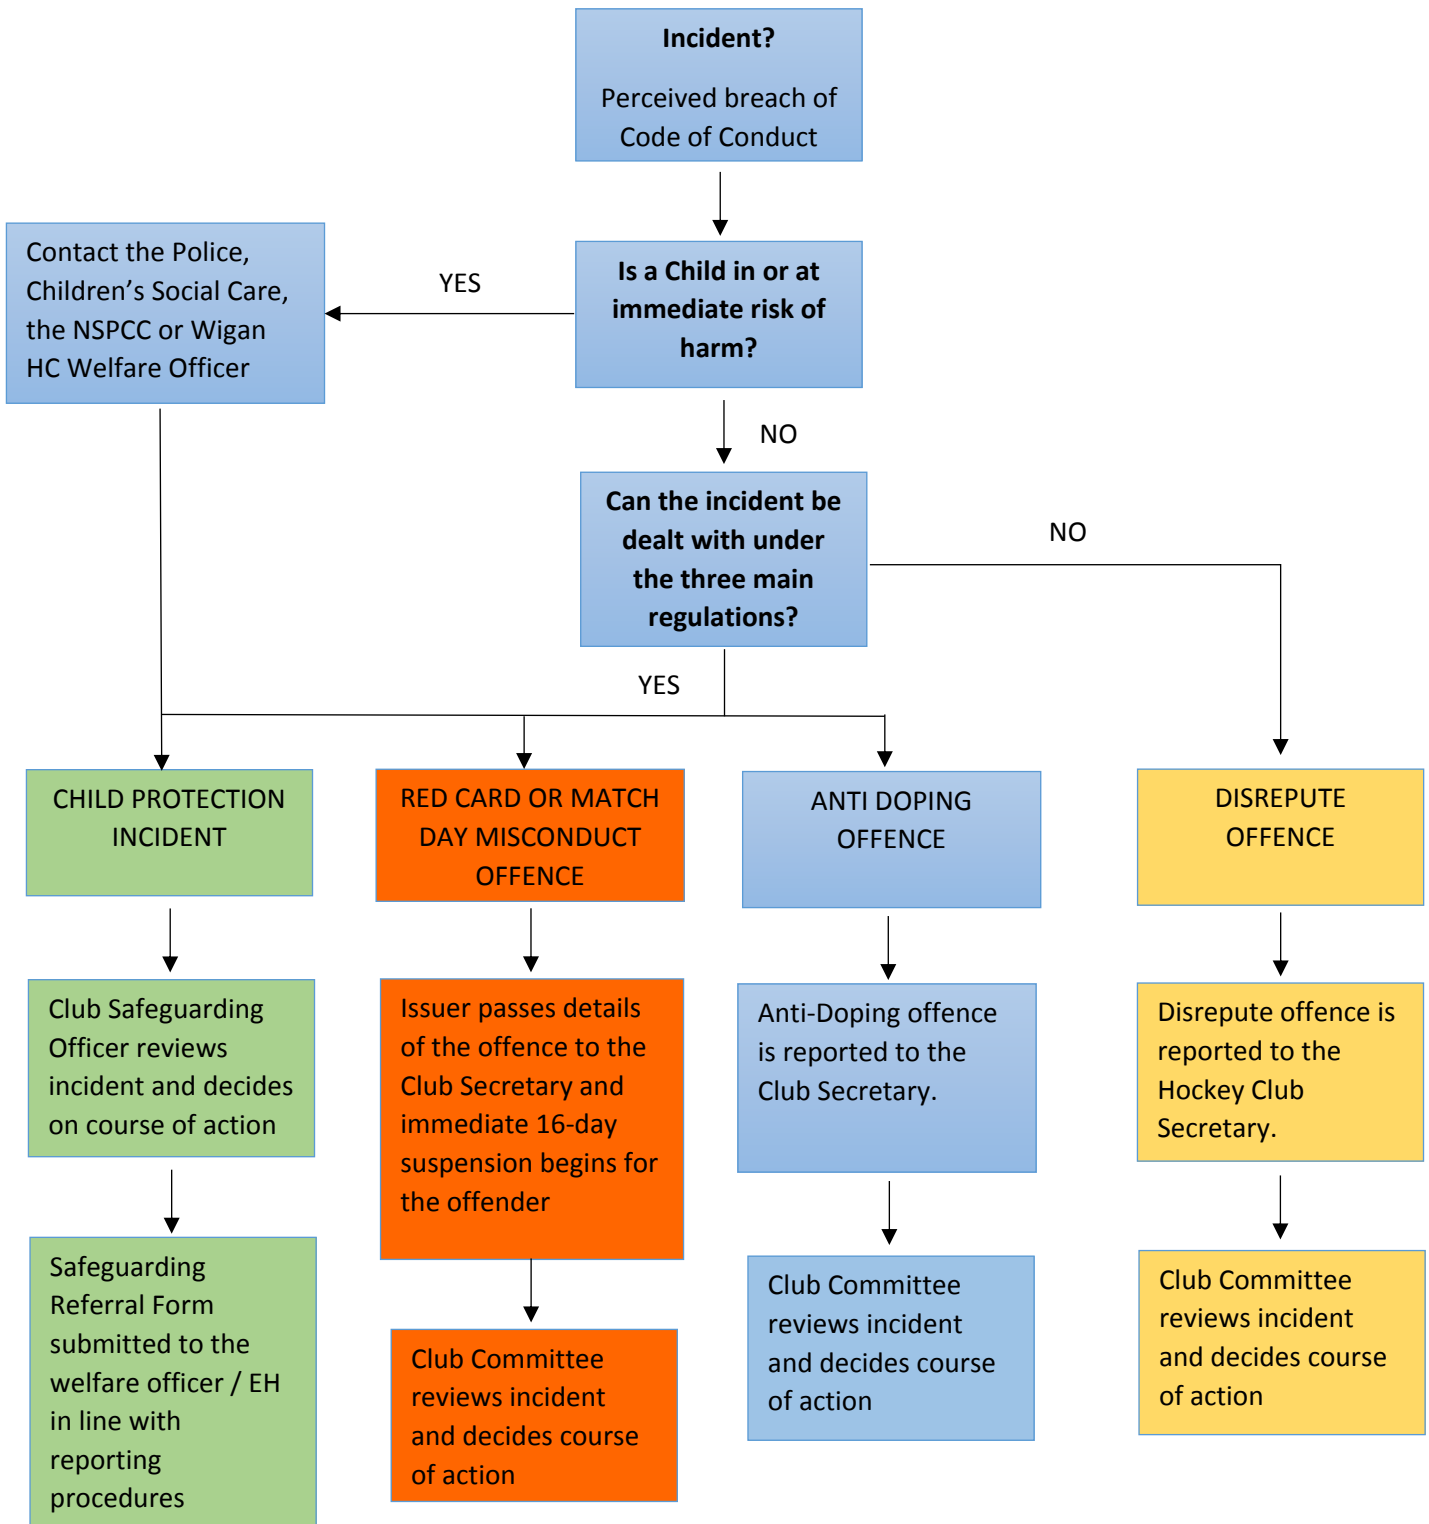 Incident?
Perceived breach of
Code of Conduct
Contact the Police,
Children's Social Care,
the NSPCC or Wigan
HC Welfare Officer
YES
Is a Child in or at
immediate risk of
harm?
NO
Can the incident be
dealt with under
the three main
regulations?
NO
YES
CHILD PROTECTION
INCIDENT
RED CARD OR MATCH
DAY MISCONDUCT
OFFENCE
ANTI DOPING
OFFENCE
DISREPUTE
OFFENCE
Club Safeguarding
Officer reviews
incident and decides
on course of action
Issuer passes details
of the offence to the
Club Secretary and
immediate 16-day
suspension begins for
the offender
Anti-Doping offence
is reported to the
Club Secretary.
Disrepute offence is
reported to the
Hockey Club
Secretary.
Safeguarding
Referral Form
submitted to the
welfare officer / EH
in line with
reporting
procedures
Club Committee
reviews incident
and decides course
of action
Club Committee
reviews incident
and decides course
of action
Club Committee
reviews incident
and decides course
of action